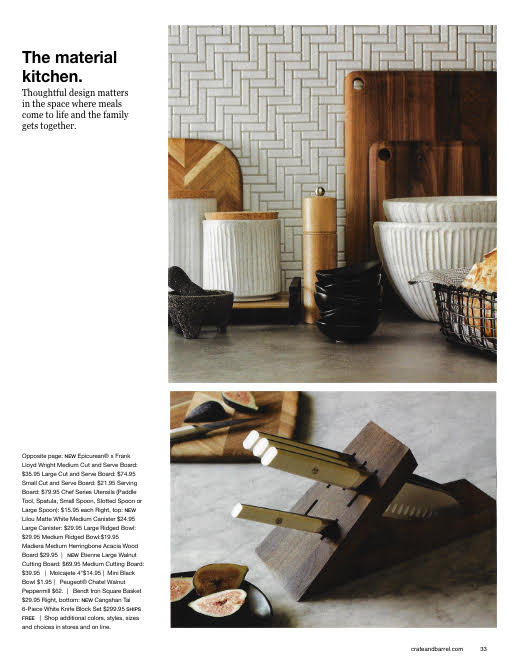 The material
kitchen.
Thoughtful design matters
in the space where meals
come to life and the family
gets together.
Opposite page: NEW Epicurean® x Frank
Lloyd Wright Medium Cut and Serve Board:
$35.95 Large Cut and Serve Board: $74.95
Small Cut and Serve Board: $21.95 Serving
Board: $79.95 Chef Series Utensils (Paddle
Tool, Spatula, Small Spoon, Slotted Spoon or
Large Spoon): $15.95 each Right, top: NEW
Lilou Matte White Medium Canister $24.95
Large Canister: $29.95 Large Ridged Bowl:
$29.95 Medium Ridged Bowl:$19.95
Madiera Medium Herringbone Acacia Wood
Board $29.95 | NEW Etienne Large Walnut
Cutting Board: $69.95 Medium Cutting Board:
$39.95 | Molcajete 4"$14.95 | Mini Black
Bowl $1.95 | Peugeot® Chatel Walnut
Peppermill $62. | Bendt Iron Square Basket
$29.95 Right, bottom: NEW Cangshan Tai
6-Piece White Knife Block Set $299.95 SHIPS
FREE | Shop additional colors, styles, sizes
and choices in stores and on line.
crateandbarrel.com 33